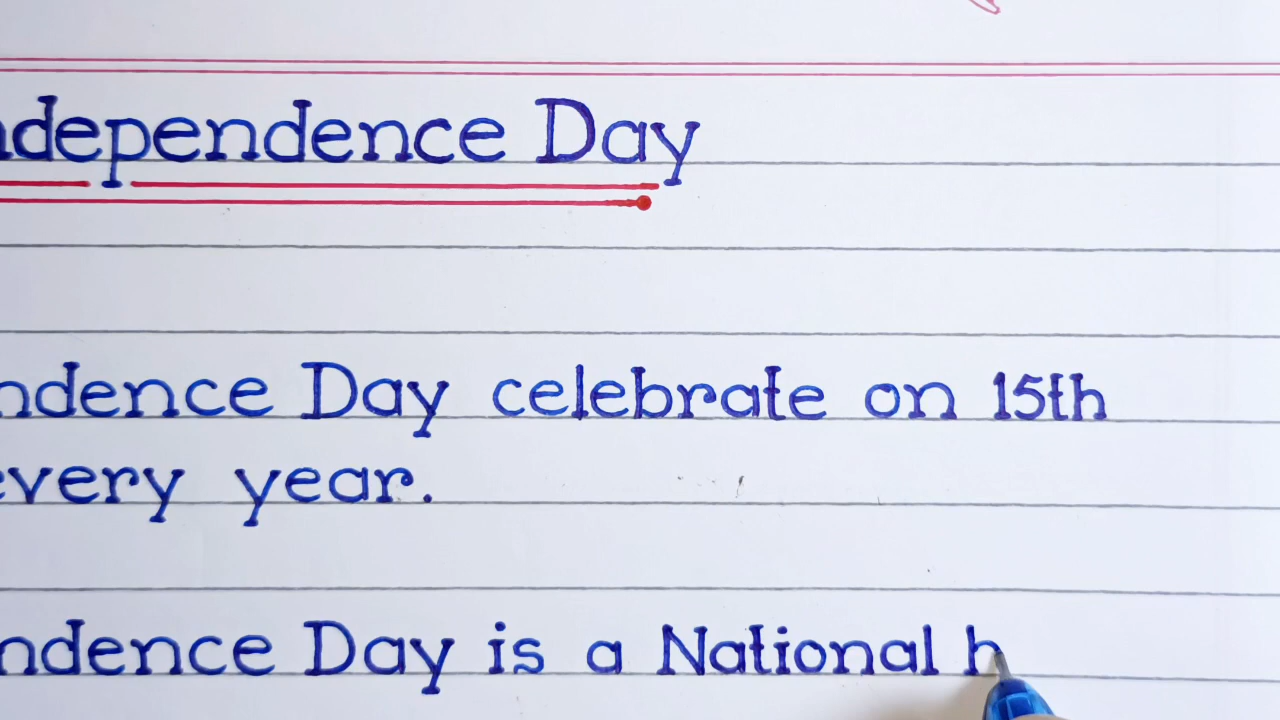 ndependence Day
ndence Day celebrate on 15th
every year.
ndence Day is a National h